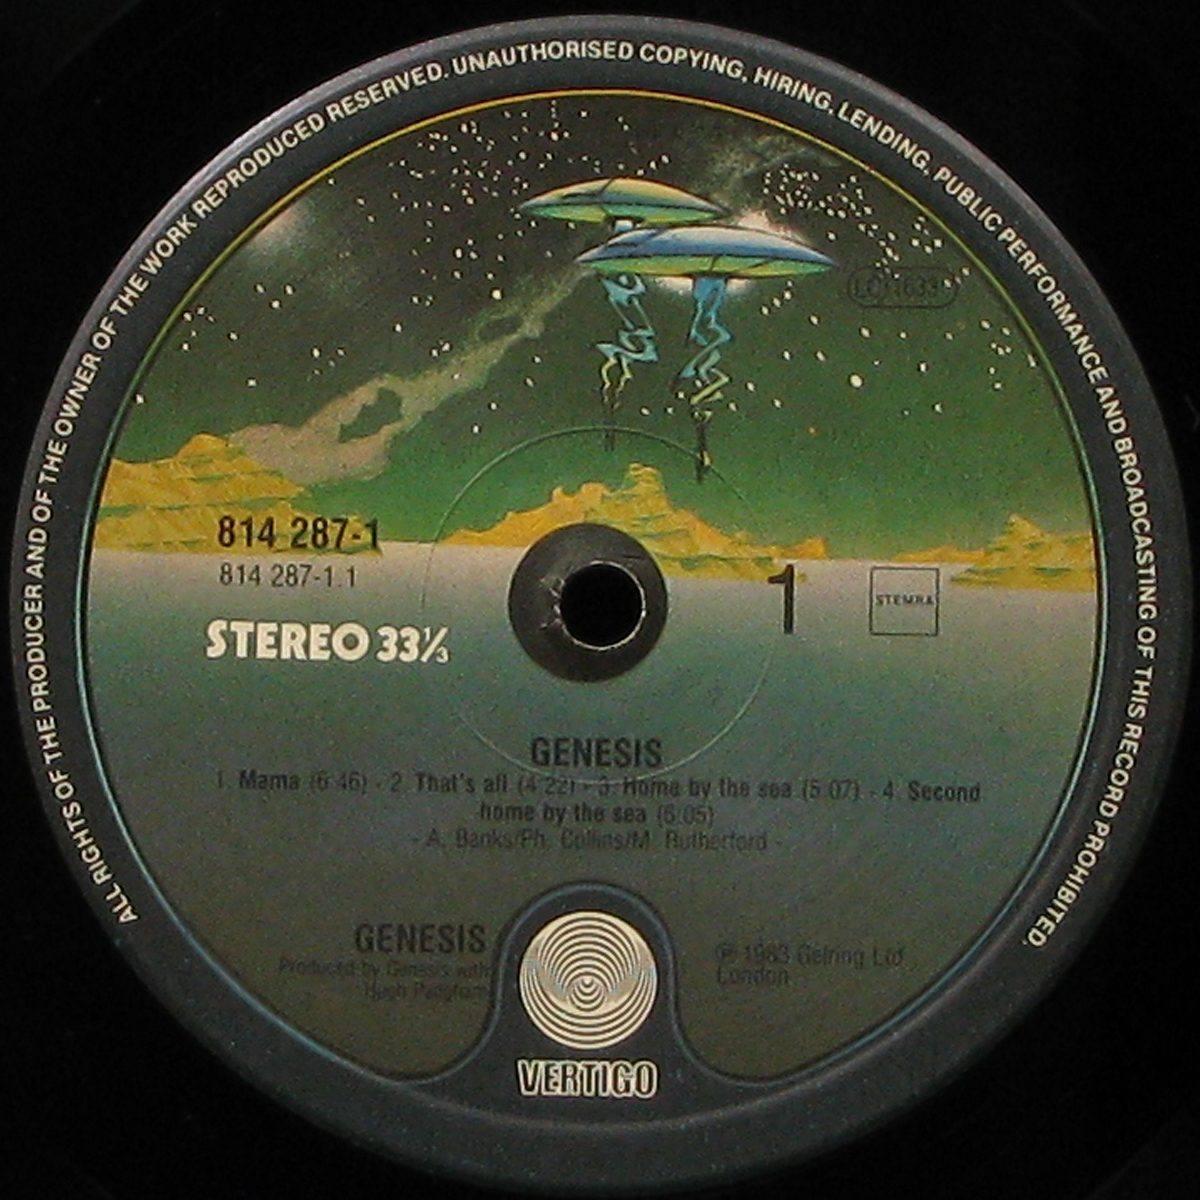 ALL RIGHTS OF THE PRODUCER AND OF THE OWNER OF THE WORK REPRODUCED RESERVED. UNAUTHORISED COPYING, HIRING, LENDING, PUBLIC PERFORMANCE AND BROADCASTING OF THIS RECORD PROHIBITED.
LC 1633
814 287-1
814 287-1.1
STEREO 33⅓
1
STEMRA
GENESIS
1. Mama (6:46) - 2. That's all (4:22) - 3. Home by the sea (5:07) - 4. Second
home by the sea (6:05)
- A. Banks/Ph. Collins/M. Rutherford -
GENESIS
Produced by Genesis with
Hugh Padgham
℗ 1983 Gelring Ltd
London
VERTIGO